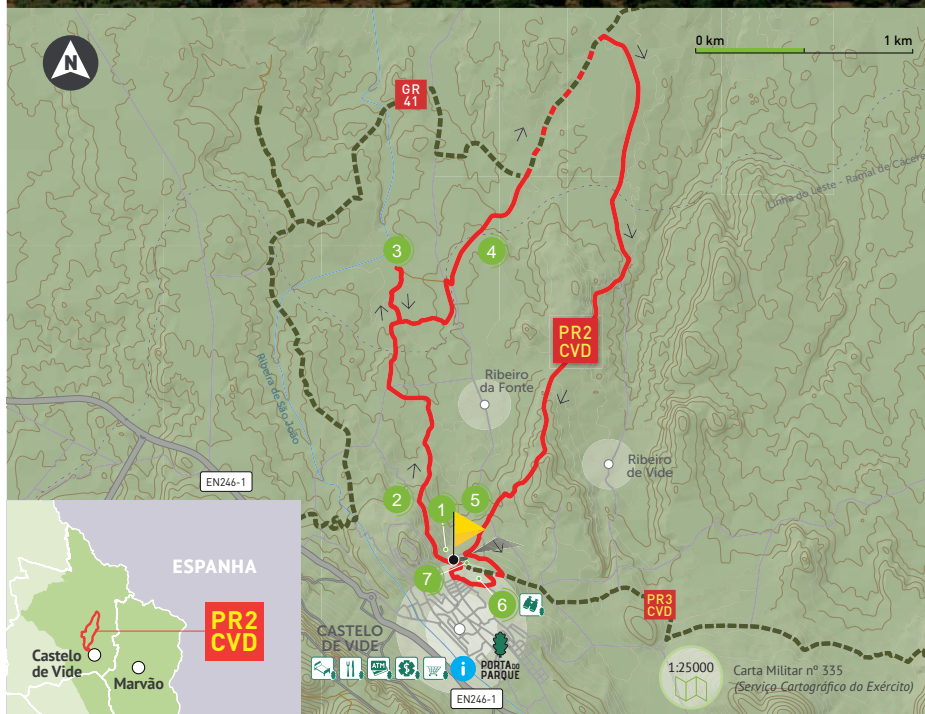 N
0 km
1 km
GR
41
Linha do Leste - Ramal de Cácere
3
4
PR2
CVD
Ribeiro
da Fonte
Ribeira de São João
Ribeiro
de Vide
EN246-1
2
1
5
7
6
PR3
CVD
ESPANHA
PR2
CVD
Castelo
de Vide
Marvão
CASTELO
DE VIDE
ATM
i
PORTA DO
PARQUE
EN246-1
1:25000
Carta Militar nº 335
(Serviço Cartográfico do Exército)